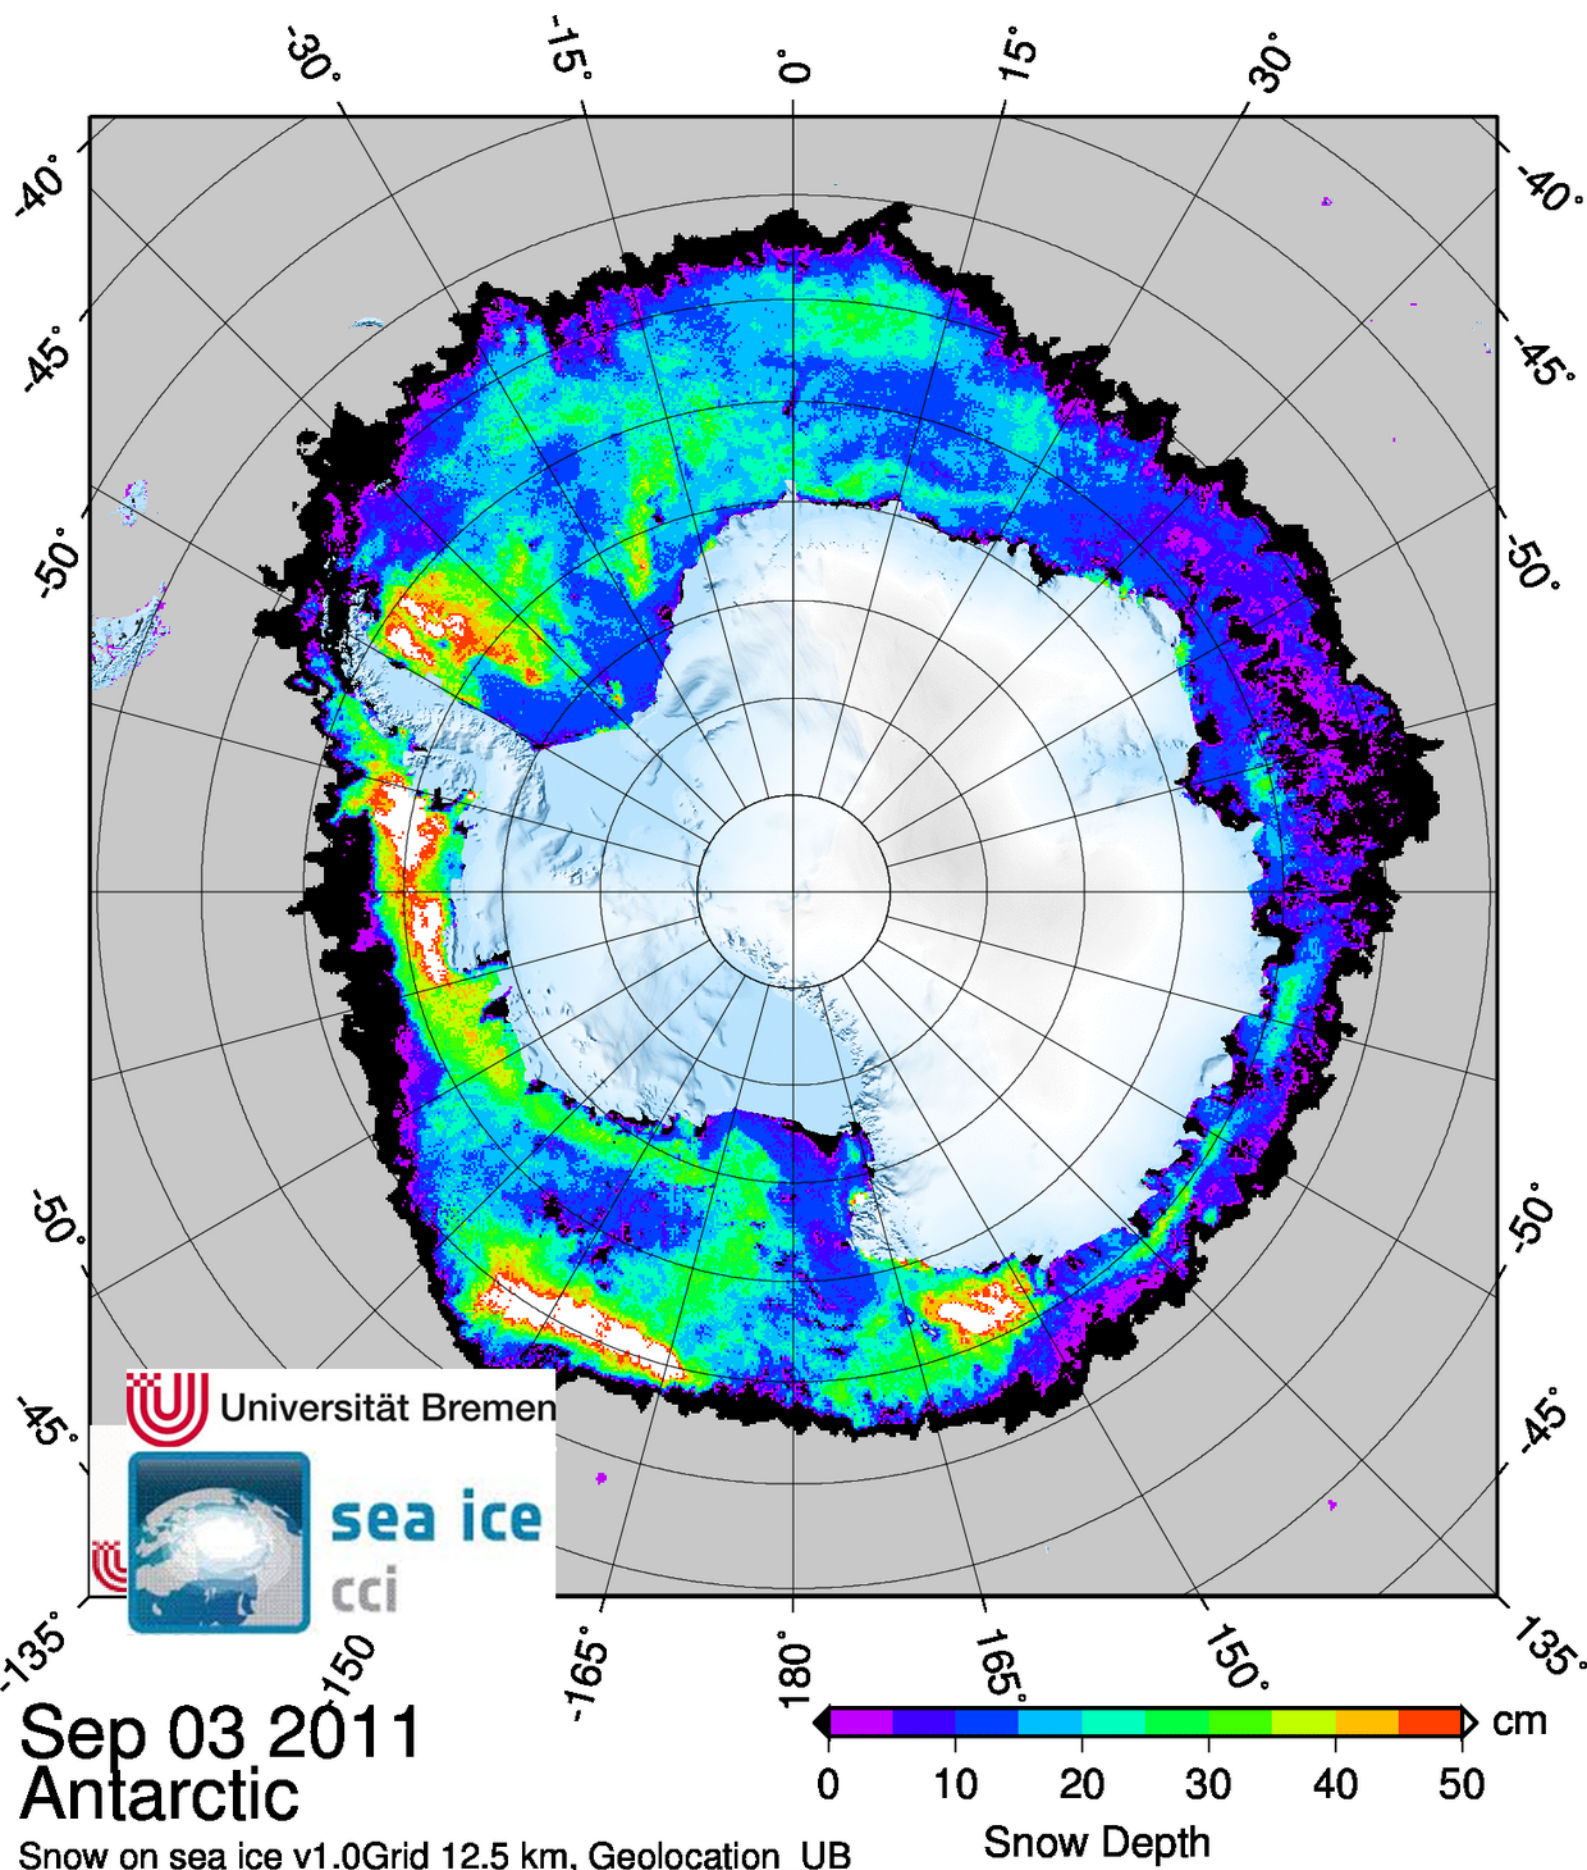 -30° -15° 0° 15° 30°
-40° -40°
-45° -45°
-50° -50°
-50° -50°
-45° -45°
Universität Bremen
sea ice
cci
-135° -150 -165° 180° 165° 150° 135°
Sep 03 2011
Antarctic
cm
0 10 20 30 40 50
Snow Depth
Snow on sea ice v1.0Grid 12.5 km, Geolocation UB